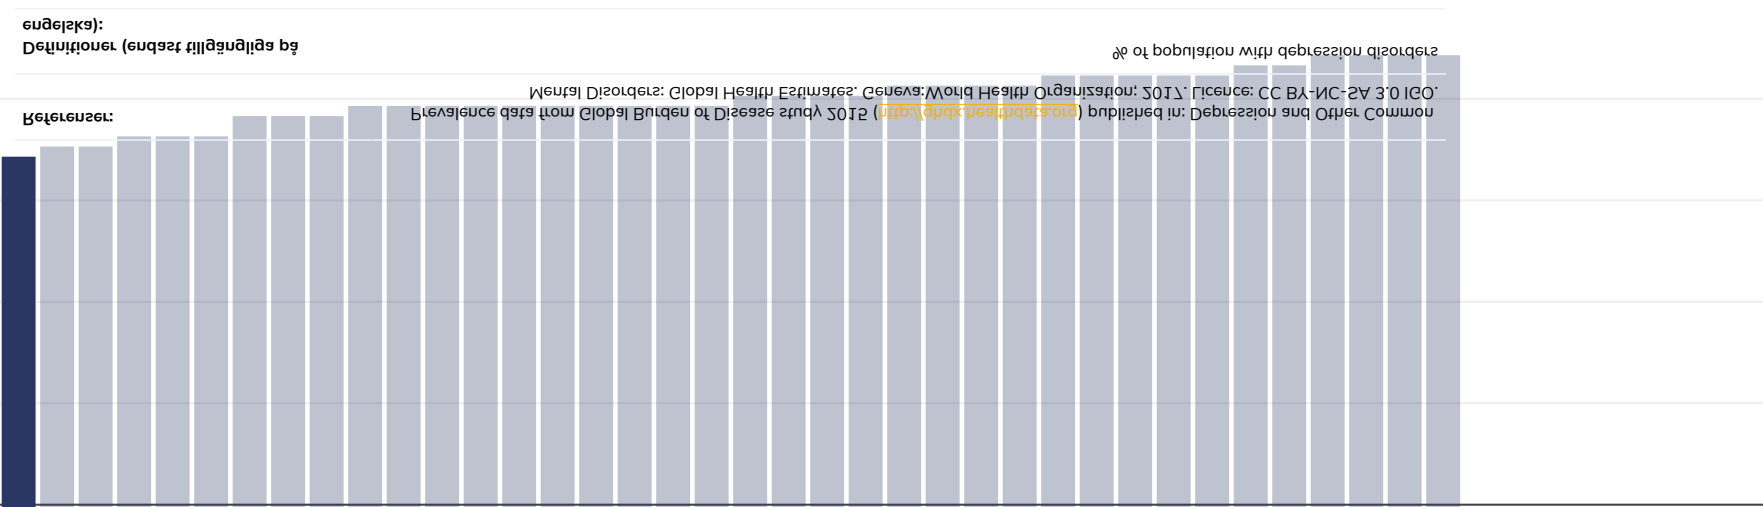 Referenser:
Prevalence data from Global Burden of Disease study 2015 (http://ghdx.healthdata.org) published in: Depression and Other Common
Mental Disorders: Global Health Estimates. Geneva:World Health Organization; 2017. Licence: CC BY-NC-SA 3.0 IGO.
Definitioner (endast tillgängliga på
engelska):
% of population with depression disorders